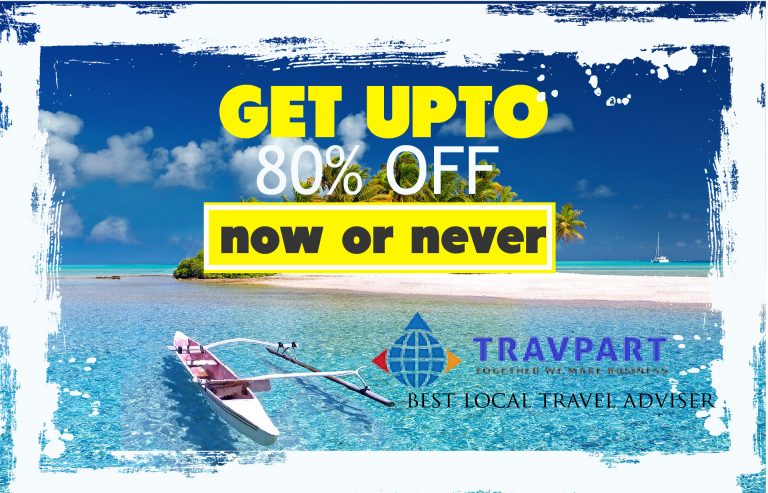 GET UPTO
80% OFF
now or never
TRAVPART
TOGETHER WE MAKE BUSINESS
BEST LOCAL TRAVEL ADVISER